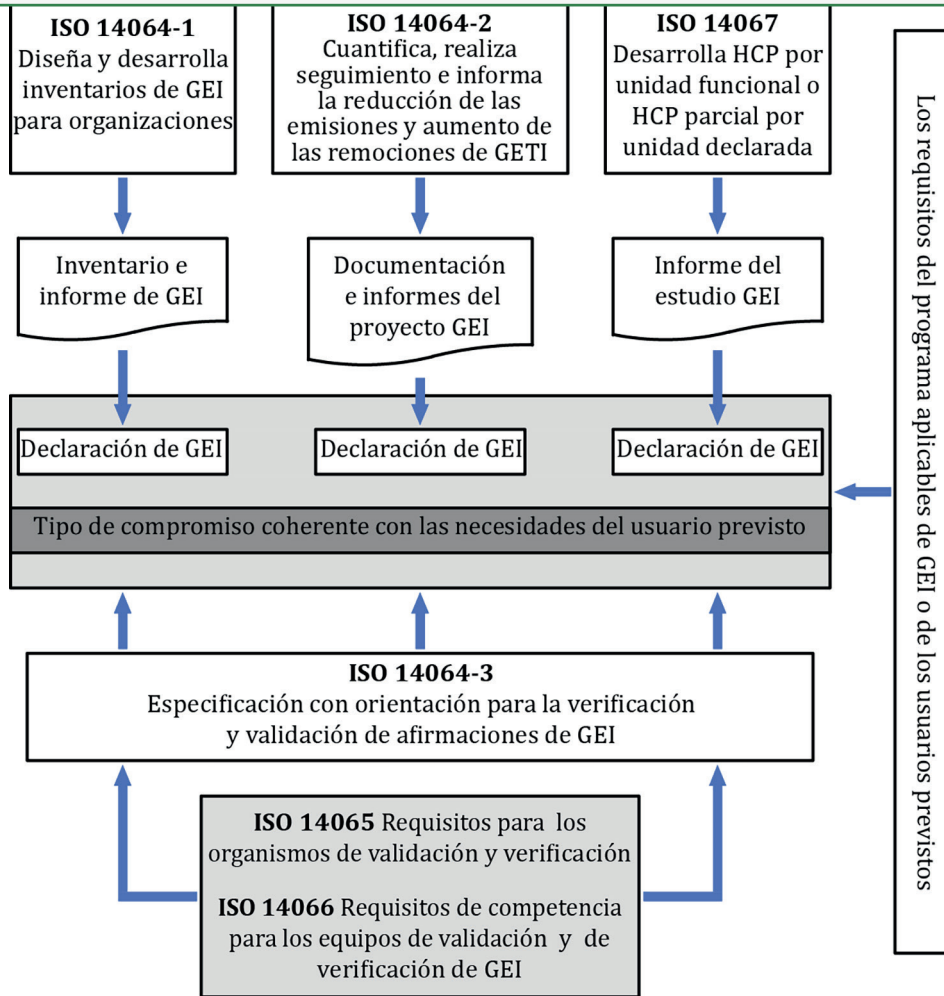 ISO 14064-1
Diseña y desarrolla
inventarios de GEI
para organizaciones
ISO 14064-2
Cuantifica, realiza
seguimiento e informa
la reducción de las
emisiones y aumento de
las remociones de GETI
ISO 14067
Desarrolla HCP por
unidad funcional o
HCP parcial por
unidad declarada
Inventario e
informe de GEI
Documentación
e informes del
proyecto GEI
Informe del
estudio GEI
Declaración de GEI
Declaración de GEI
Declaración de GEI
Tipo de compromiso coherente con las necesidades del usuario previsto
ISO 14064-3
Especificación con orientación para la verificación
y validación de afirmaciones de GEI
ISO 14065 Requisitos para los
organismos de validación y verificación
ISO 14066 Requisitos de competencia
para los equipos de validación y de
verificación de GEI
Los requisitos del programa aplicables de GEI o de los usuarios previstos